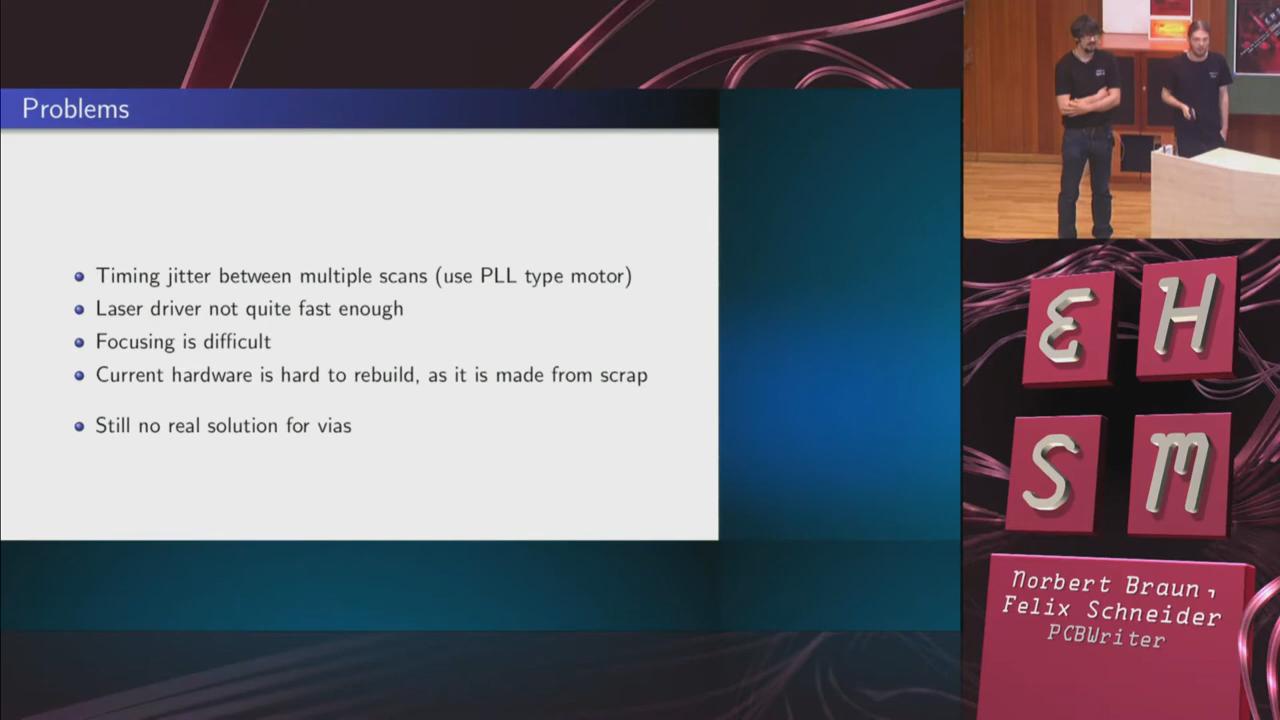 Problems
Timing jitter between multiple scans (use PLL type motor)
Laser driver not quite fast enough
Focusing is difficult
Current hardware is hard to rebuild, as it is made from scrap
Still no real solution for vias
E H
S M
Norbert Braun,
Felix Schneider
PCBWriter